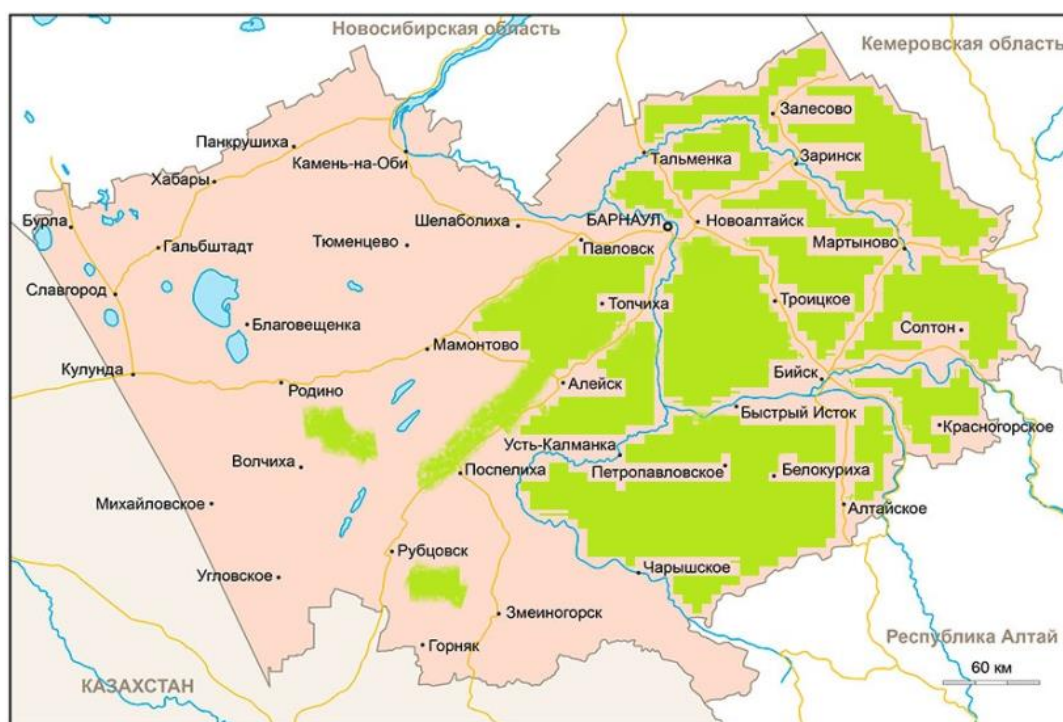 Новосибирская область
Кемеровская область
Залесово
Панкрушиха
Камень-на-Оби
Тальменка
Заринск
Хабары
Бурла
Шелаболиха
БАРНАУЛ
Новоалтайск
Гальбштадт
Тюменцево
Павловск
Мартыново
Славгород
Топчиха
Троицкое
Благовещенка
Солтон
Мамонтово
Кулунда
Родино
Алейск
Бийск
Быстрый Исток
Красногорское
Усть-Калманка
Волчиха
Поспелиха
Петропавловское
Белокуриха
Михайловское
Алтайское
Рубцовск
Угловское
Чарышское
Змеиногорск
Горняк
Республика Алтай
60 км
КАЗАХСТАН